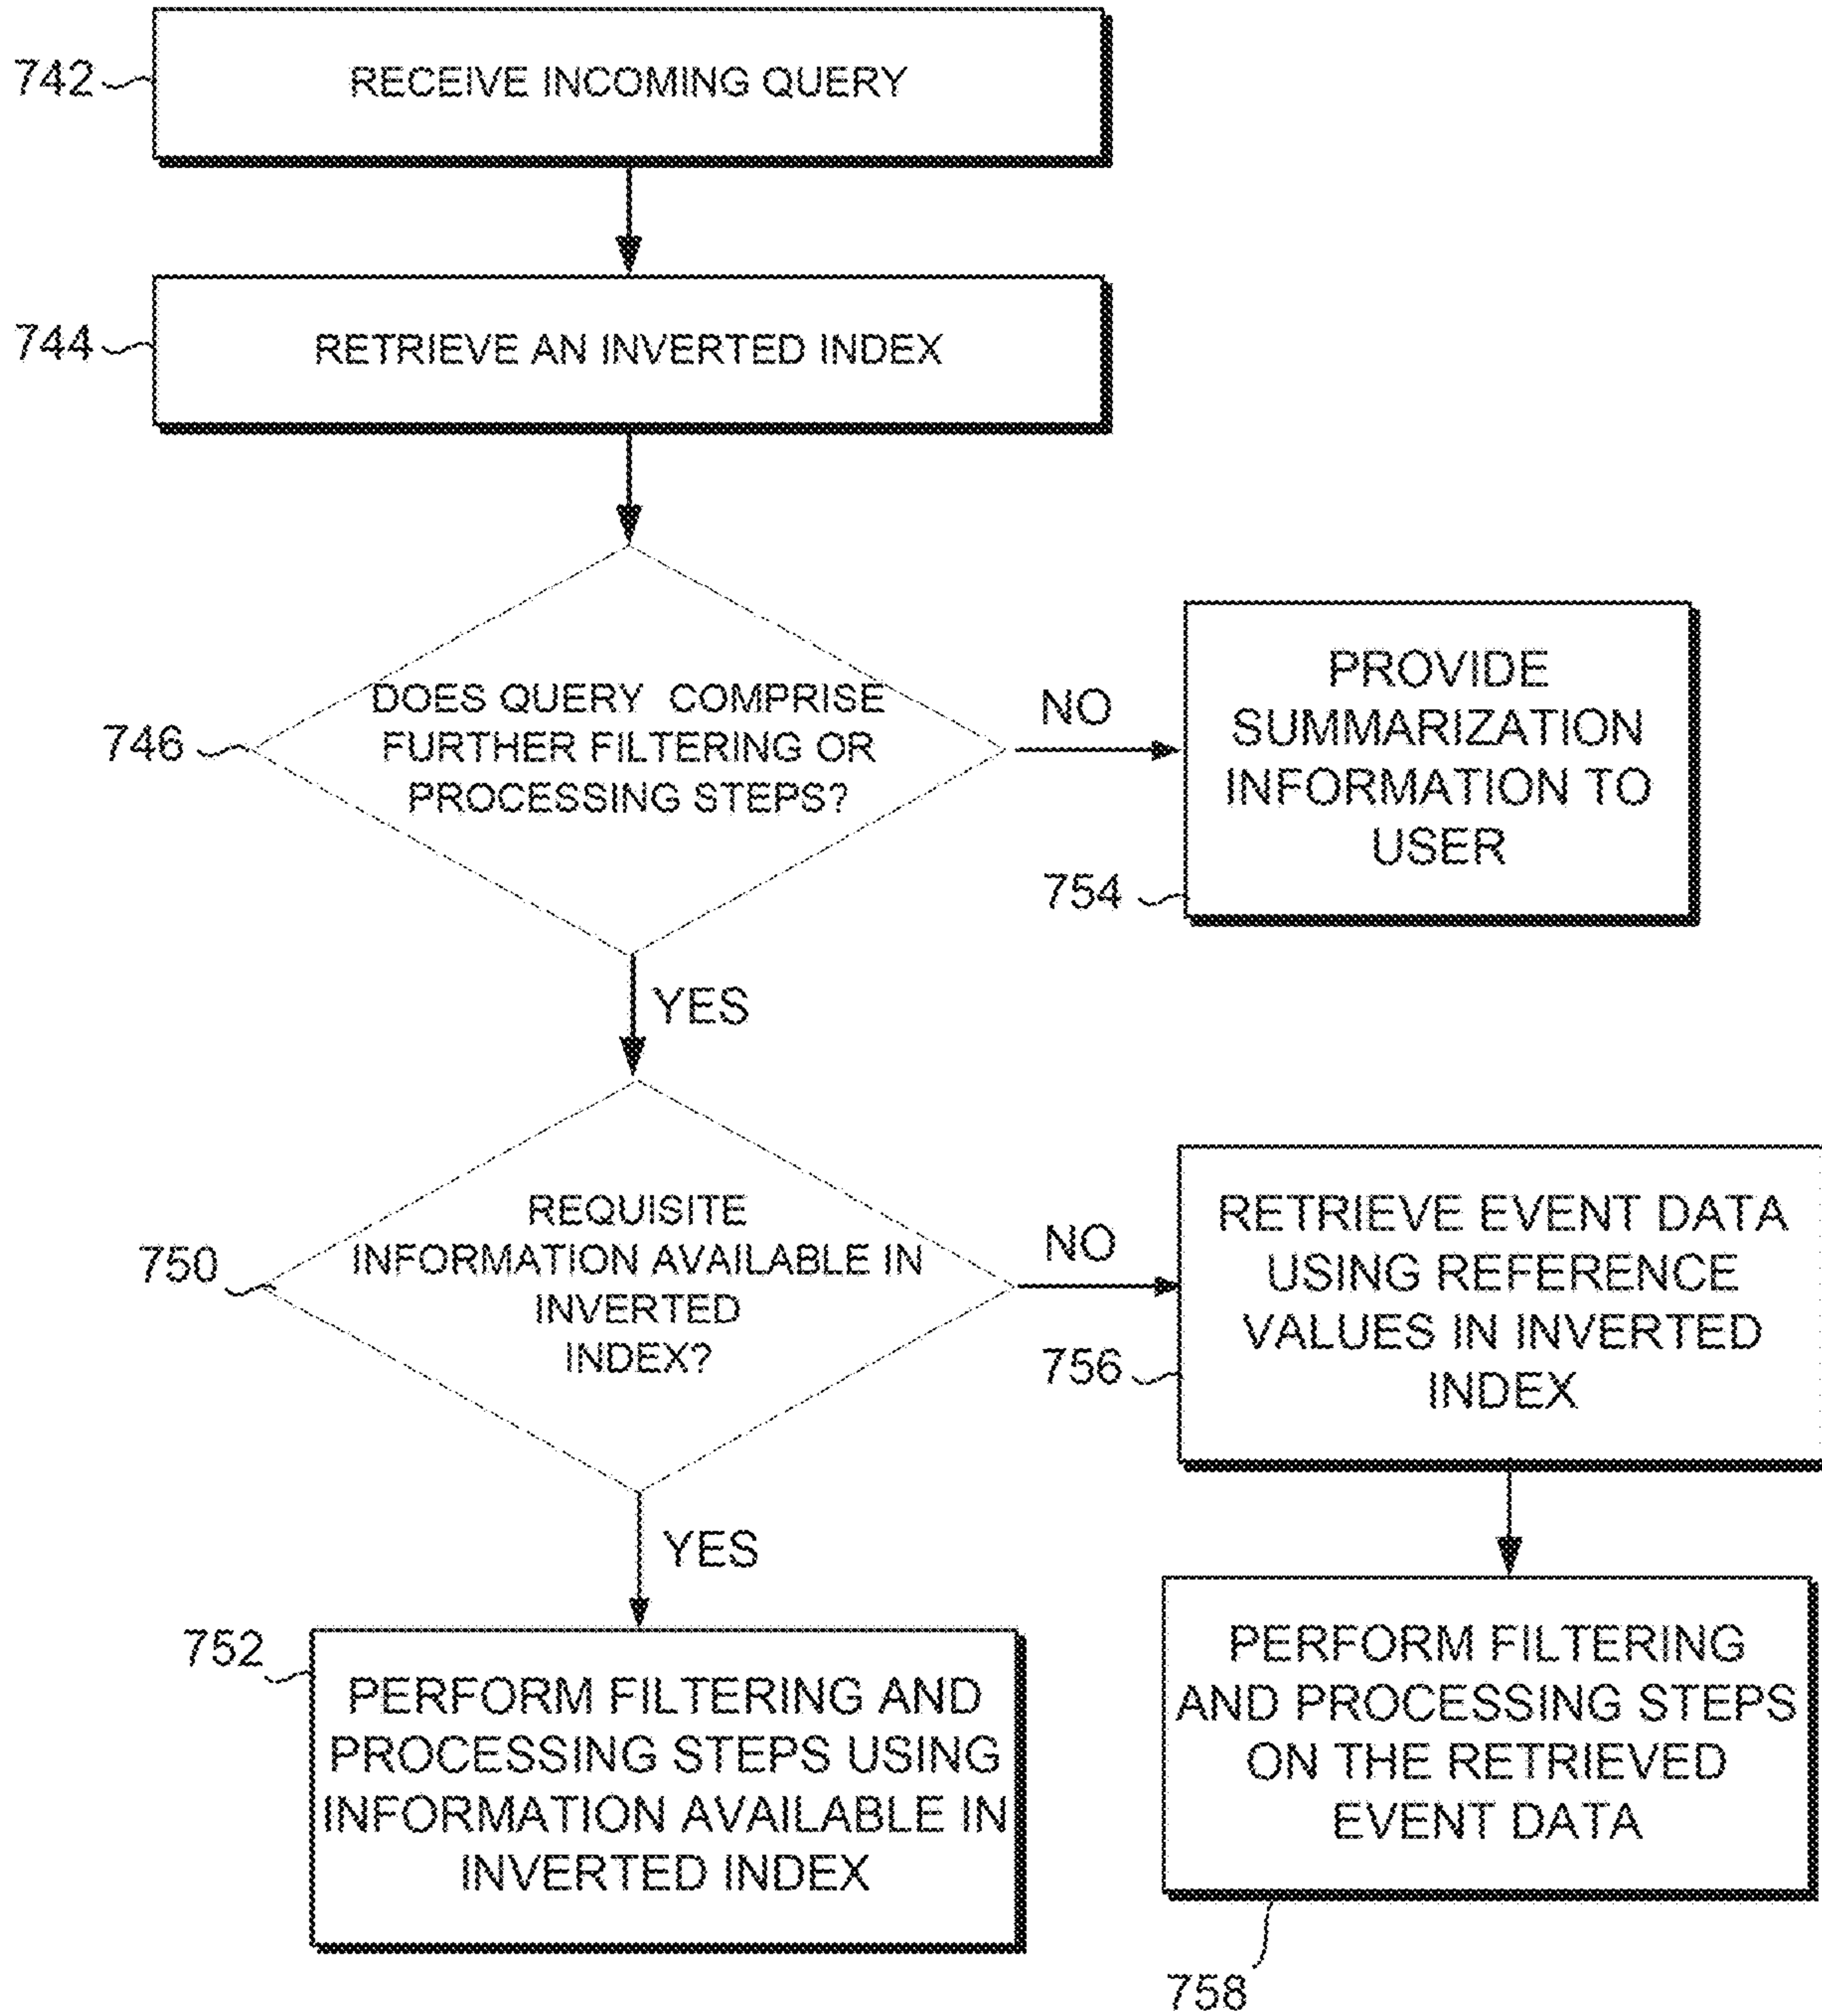 742
RECEIVE INCOMING QUERY
744
RETRIEVE AN INVERTED INDEX
746
DOES QUERY COMPRISE
FURTHER FILTERING OR
PROCESSING STEPS?
NO
PROVIDE
SUMMARIZATION
INFORMATION TO
USER
754
YES
750
REQUISITE
INFORMATION AVAILABLE IN
INVERTED
INDEX?
NO
RETRIEVE EVENT DATA
USING REFERENCE
VALUES IN INVERTED
INDEX
756
YES
752
PERFORM FILTERING AND
PROCESSING STEPS USING
INFORMATION AVAILABLE IN
INVERTED INDEX
PERFORM FILTERING
AND PROCESSING STEPS
ON THE RETRIEVED
EVENT DATA
758